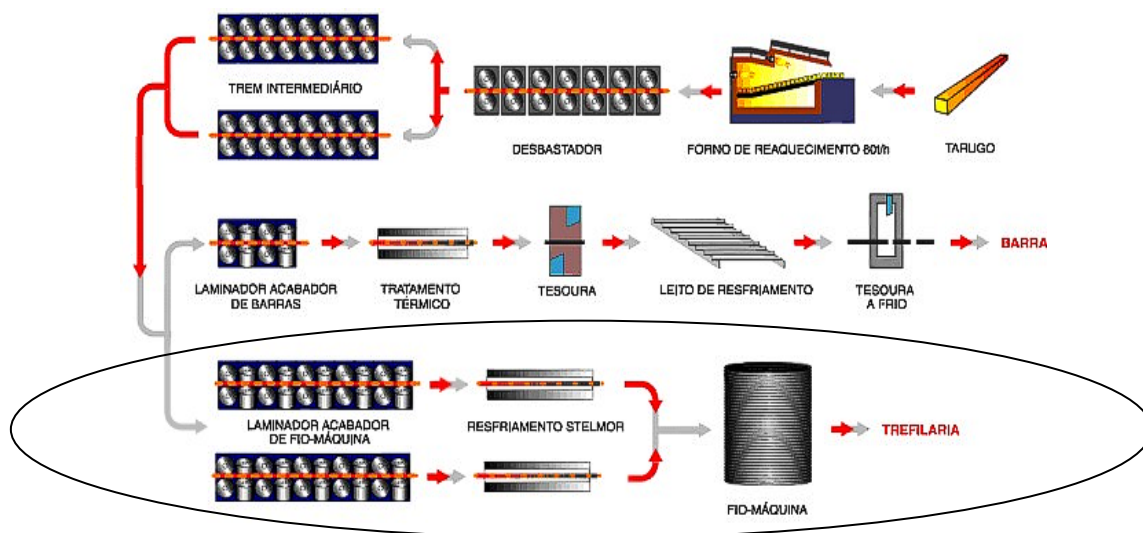 TREM INTERMEDIÁRIO
DESBASTADOR
FORNO DE REAQUECIMENTO 80t/h
TARUGO
LAMINADOR ACABADOR
DE BARRAS
TRATAMENTO
TÉRMICO
TESOURA
LEITO DE RESFRIAMENTO
TESOURA
A FRIO
BARRA
LAMINADOR ACABADOR
DE FIO-MÁQUINA
RESFRIAMENTO STELMOR
TREFILARIA
FIO-MÁQUINA